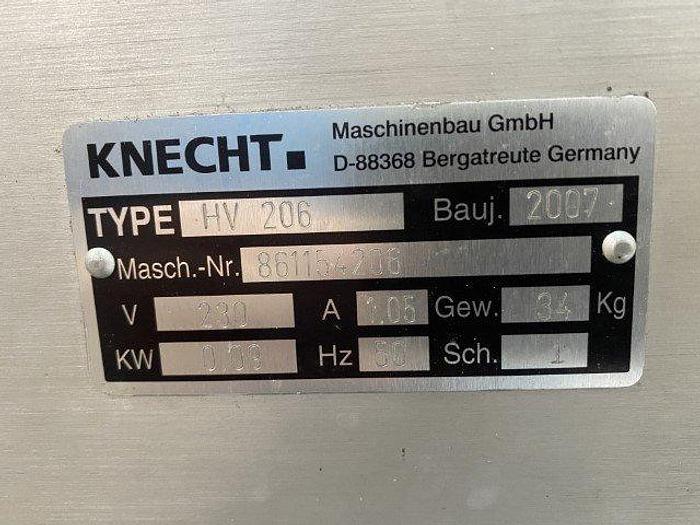 KNECHT.
Maschinenbau GmbH
D-88368 Bergatreute Germany
TYPE HV 206 Bauj. 2007
Masch.-Nr. 861154206
V 230 A 1,05 Gew. 34 Kg
KW 0,09 Hz Sch. 1